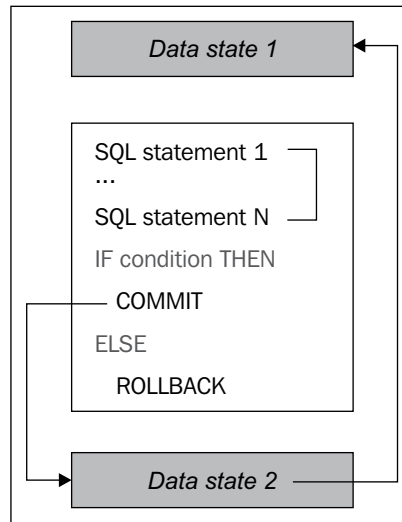 Data state 1
SQL statement 1
...
SQL statement N
IF condition THEN
COMMIT
ELSE
ROLLBACK
Data state 2